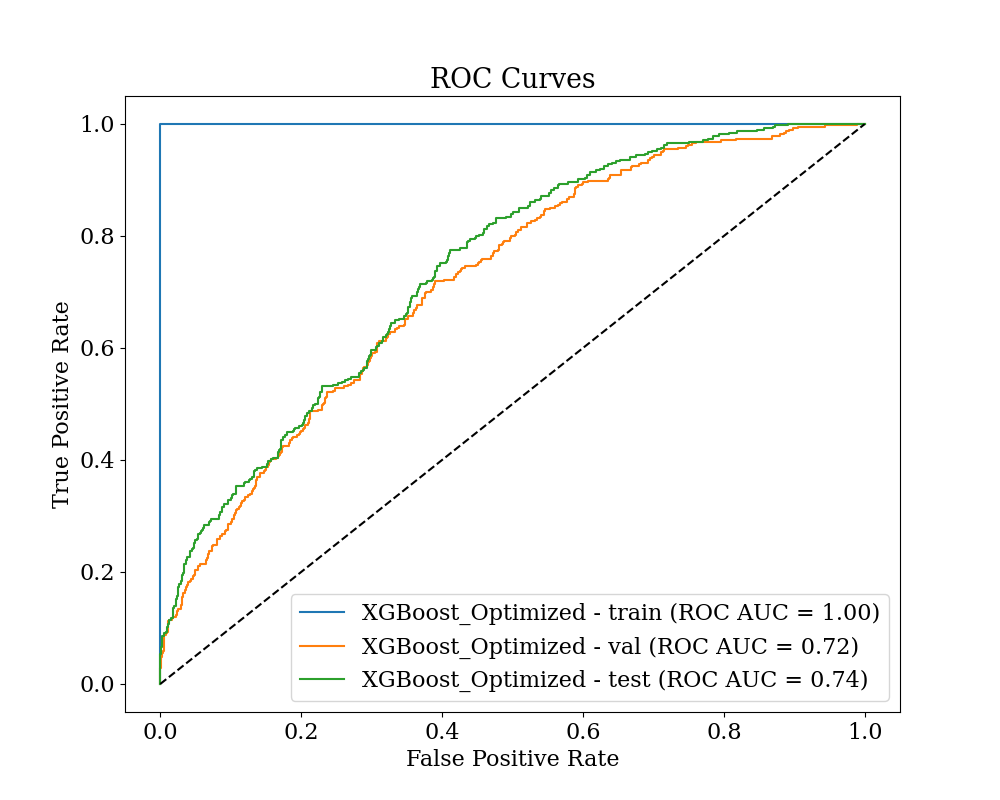 ROC Curves
True Positive Rate
1.0
0.8
0.6
0.4
0.2
0.0
XGBoost_Optimized - train (ROC AUC = 1.00)
XGBoost_Optimized - val (ROC AUC = 0.72)
XGBoost_Optimized - test (ROC AUC = 0.74)
0.0 0.2 0.4 0.6 0.8 1.0
False Positive Rate